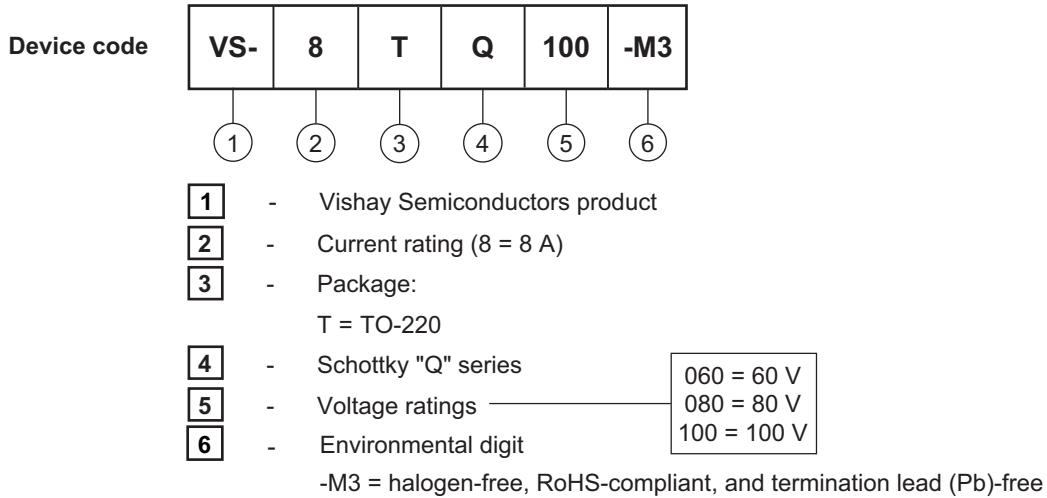 Device code VS- 8 T Q 100 -M3
1 2 3 4 5 6
1 - Vishay Semiconductors product
2 - Current rating (8 = 8 A)
3 - Package:
T = TO-220
4 - Schottky "Q" series
5 - Voltage ratings
060 = 60 V
080 = 80 V
100 = 100 V
6 - Environmental digit
-M3 = halogen-free, RoHS-compliant, and termination lead (Pb)-free